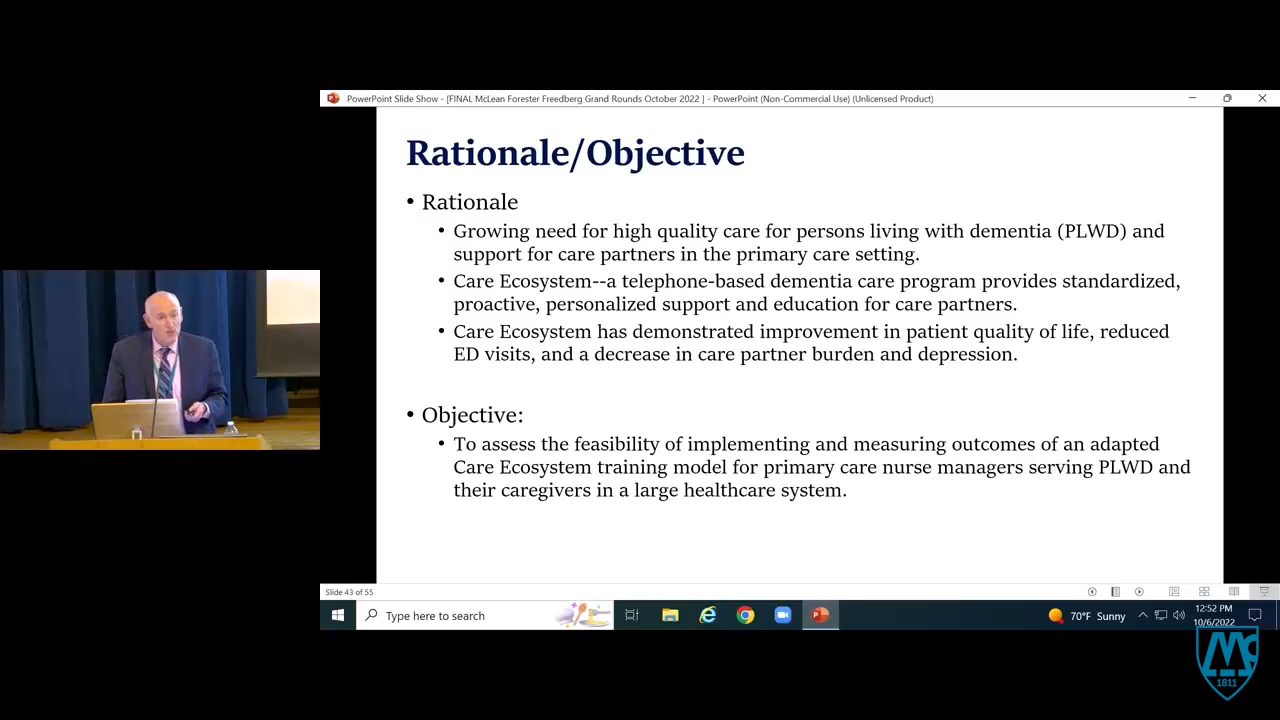 PowerPoint Slide Show - [FINAL McLean Forester Freedberg Grand Rounds October 2022 ] - PowerPoint (Non-Commercial Use) (Unlicensed Product)
Rationale/Objective
• Rationale
• Growing need for high quality care for persons living with dementia (PLWD) and
support for care partners in the primary care setting.
• Care Ecosystem--a telephone-based dementia care program provides standardized,
proactive, personalized support and education for care partners.
• Care Ecosystem has demonstrated improvement in patient quality of life, reduced
ED visits, and a decrease in care partner burden and depression.
• Objective:
• To assess the feasibility of implementing and measuring outcomes of an adapted
Care Ecosystem training model for primary care nurse managers serving PLWD and
their caregivers in a large healthcare system.
Slide 43 of 55
Type here to search
70°F Sunny
12:52 PM
10/6/2022
Mc
1811